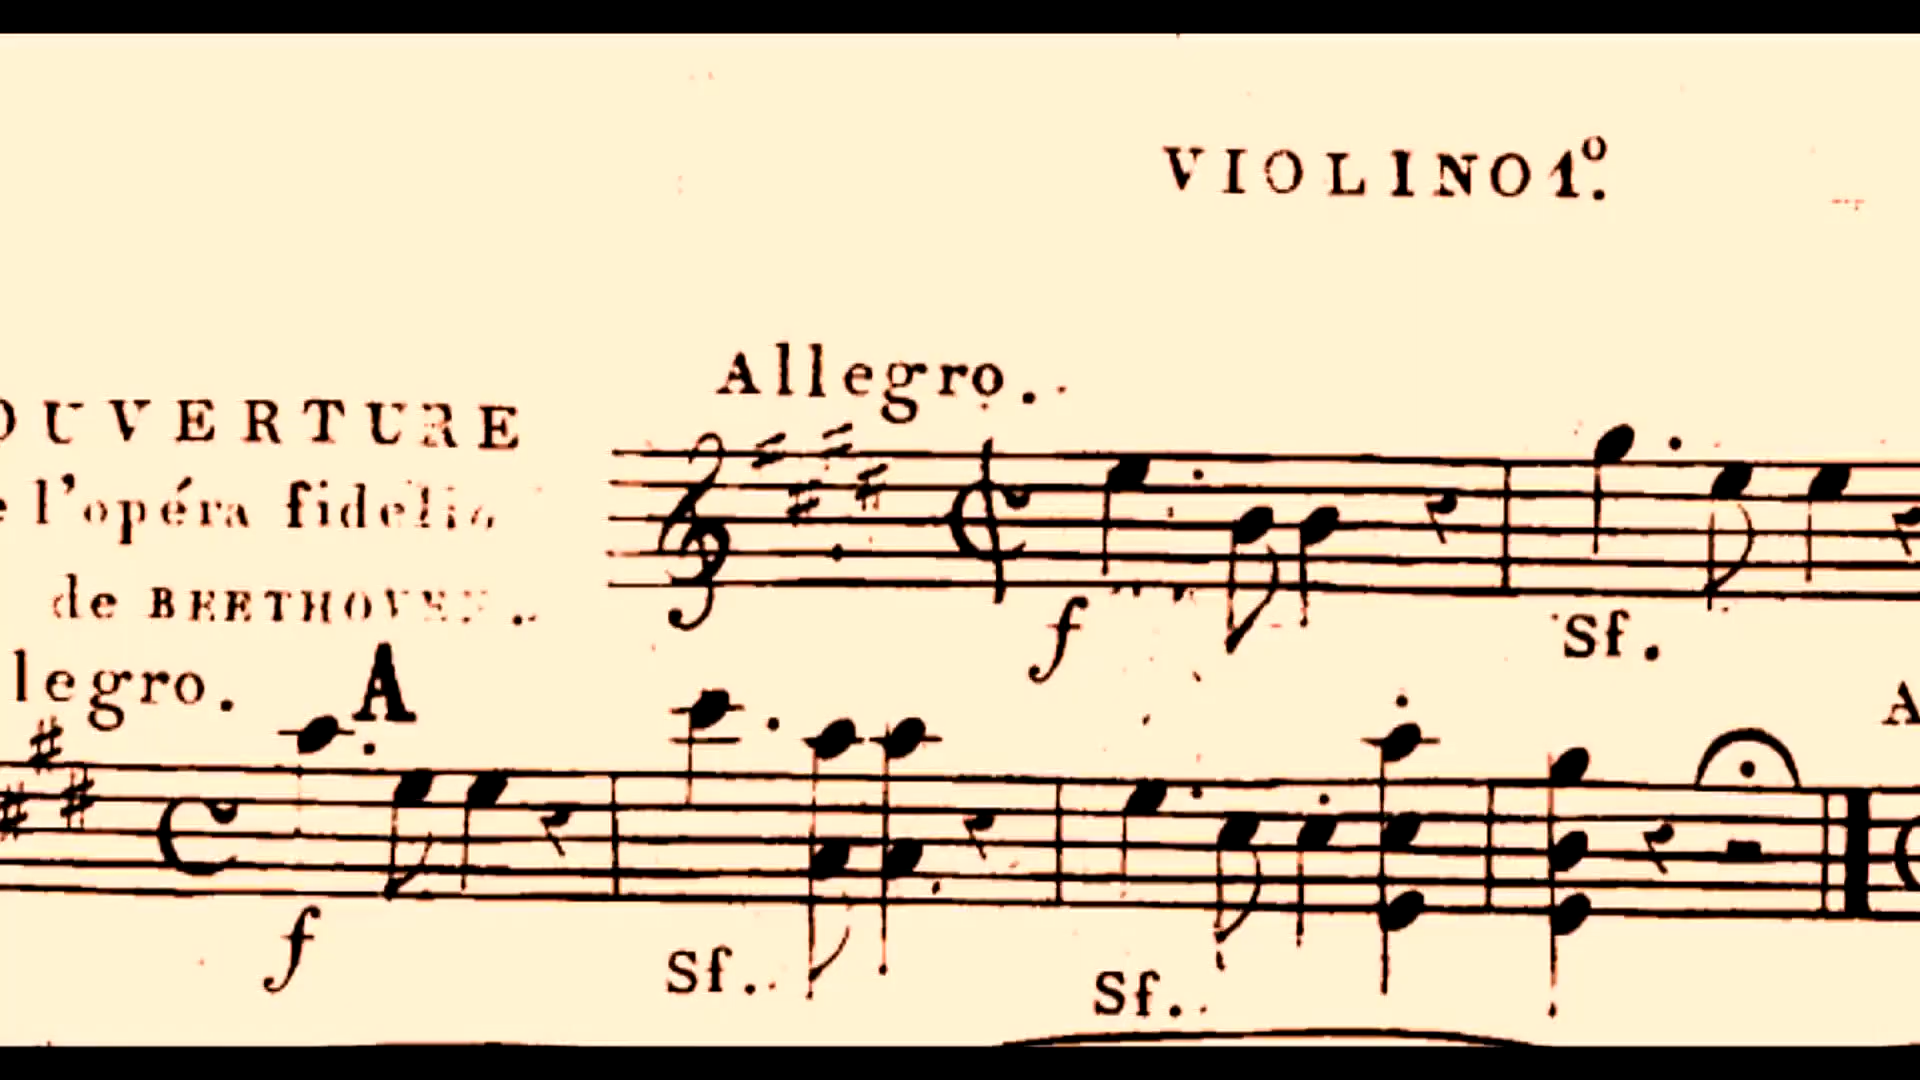 VIOLINO 1º.
Allegro.
OUVERTURE
e l'opéra fidelio
de BEETHOVEN.
f
Sf.
legro.
A
A
f
Sf.
Sf.